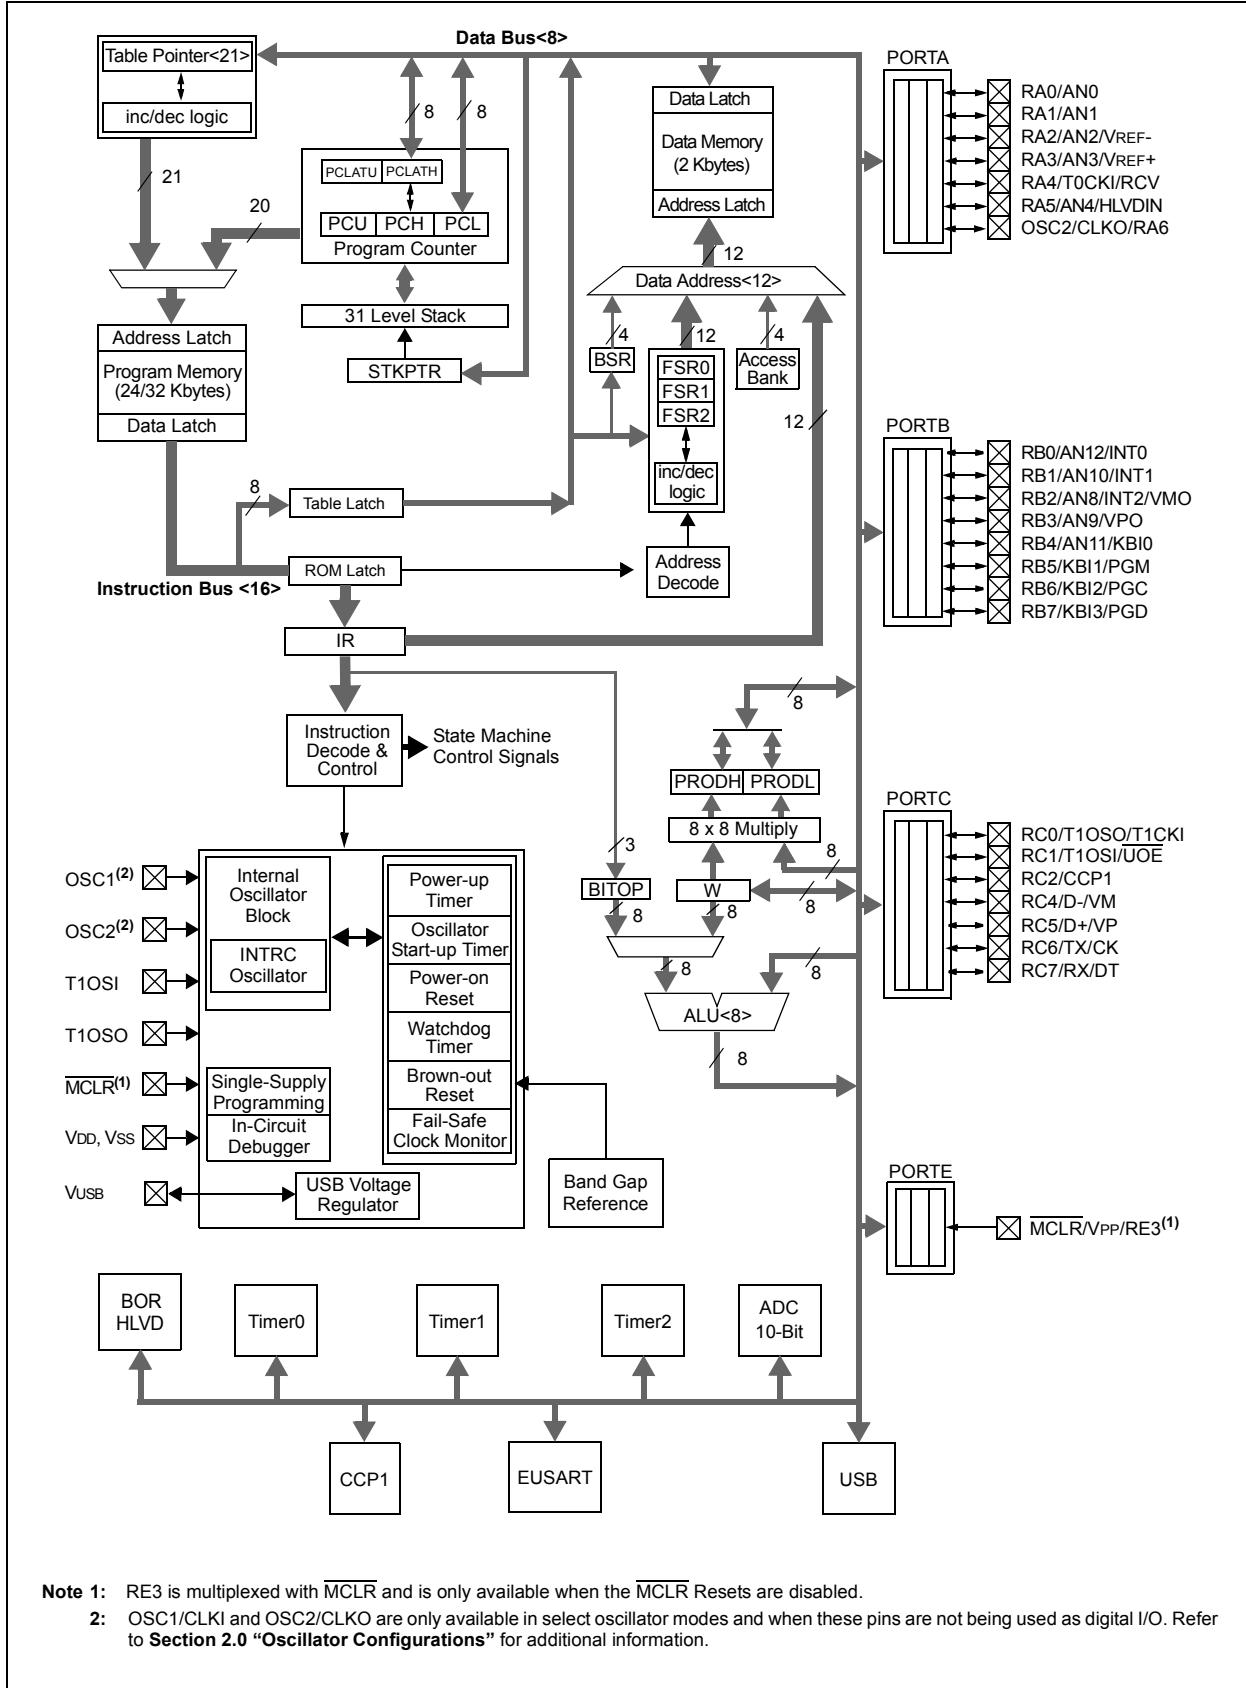 Data Bus<8>
Table Pointer<21>
inc/dec logic
21
20
8
8
PCLATU
PCLATH
PCU
PCH
PCL
Program Counter
31 Level Stack
STKPTR
Address Latch
Program Memory
(24/32 Kbytes)
Data Latch
8
Instruction Bus <16>
Table Latch
ROM Latch
IR
Data Latch
Data Memory
(2 Kbytes)
Address Latch
12
Data Address<12>
4
12
4
BSR
FSR0
FSR1
FSR2
inc/dec
logic
Access
Bank
12
Address
Decode
Instruction
Decode &
Control
State Machine
Control Signals
8
PRODH
PRODL
8 x 8 Multiply
3
8
BITOP
W
8
8
8
8
8
ALU<8>
8
OSC1(2)
OSC2(2)
T1OSI
T1OSO
MCLR(1)
VDD, VSS
VUSB
Internal
Oscillator
Block
INTRC
Oscillator
Single-Supply
Programming
In-Circuit
Debugger
USB Voltage
Regulator
Power-up
Timer
Oscillator
Start-up Timer
Power-on
Reset
Watchdog
Timer
Brown-out
Reset
Fail-Safe
Clock Monitor
Band Gap
Reference
PORTA
RA0/AN0
RA1/AN1
RA2/AN2/VREF-
RA3/AN3/VREF+
RA4/T0CKI/RCV
RA5/AN4/HLVDIN
OSC2/CLKO/RA6
PORTB
RB0/AN12/INT0
RB1/AN10/INT1
RB2/AN8/INT2/VMO
RB3/AN9/VPO
RB4/AN11/KBI0
RB5/KBI1/PGM
RB6/KBI2/PGC
RB7/KBI3/PGD
PORTC
RC0/T1OSO/T1CKI
RC1/T1OSI/UOE
RC2/CCP1
RC4/D-/VM
RC5/D+/VP
RC6/TX/CK
RC7/RX/DT
PORTE
MCLR/VPP/RE3(1)
BOR
HLVD
Timer0
Timer1
Timer2
ADC
10-Bit
CCP1
EUSART
USB
Note 1: RE3 is multiplexed with MCLR and is only available when the MCLR Resets are disabled.
2: OSC1/CLKI and OSC2/CLKO are only available in select oscillator modes and when these pins are not being used as digital I/O. Refer
to Section 2.0 “Oscillator Configurations” for additional information.